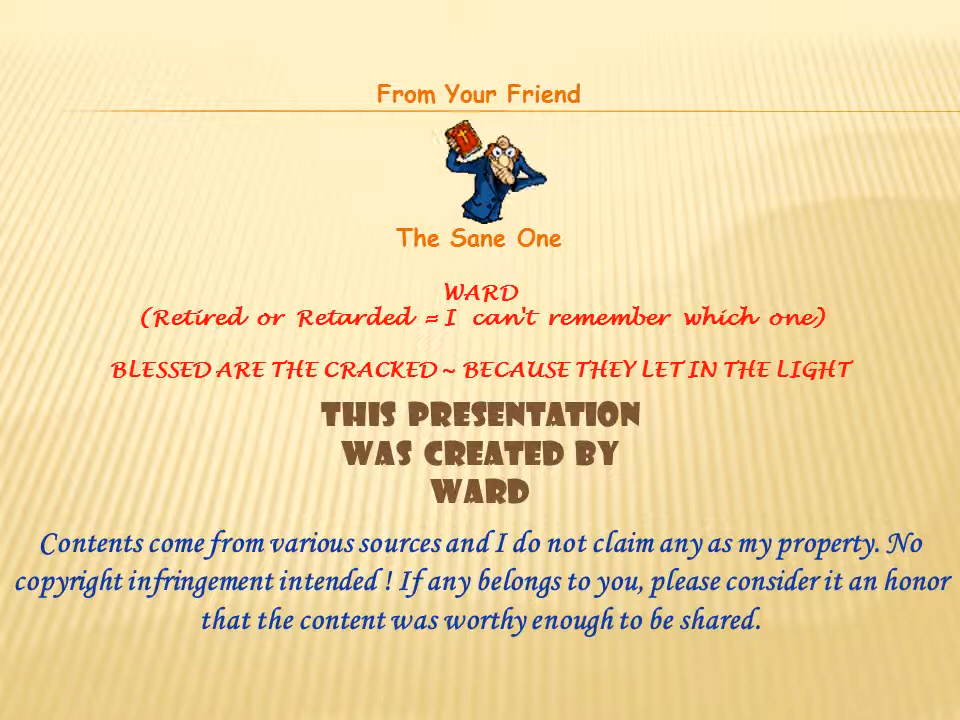 From Your Friend
The Sane One
WARD
(Retired or Retarded = I can't remember which one)
BLESSED ARE THE CRACKED ~ BECAUSE THEY LET IN THE LIGHT
THIS PRESENTATION
WAS CREATED BY
WARD
Contents come from various sources and I do not claim any as my property. No
copyright infringement intended ! If any belongs to you, please consider it an honor
that the content was worthy enough to be shared.